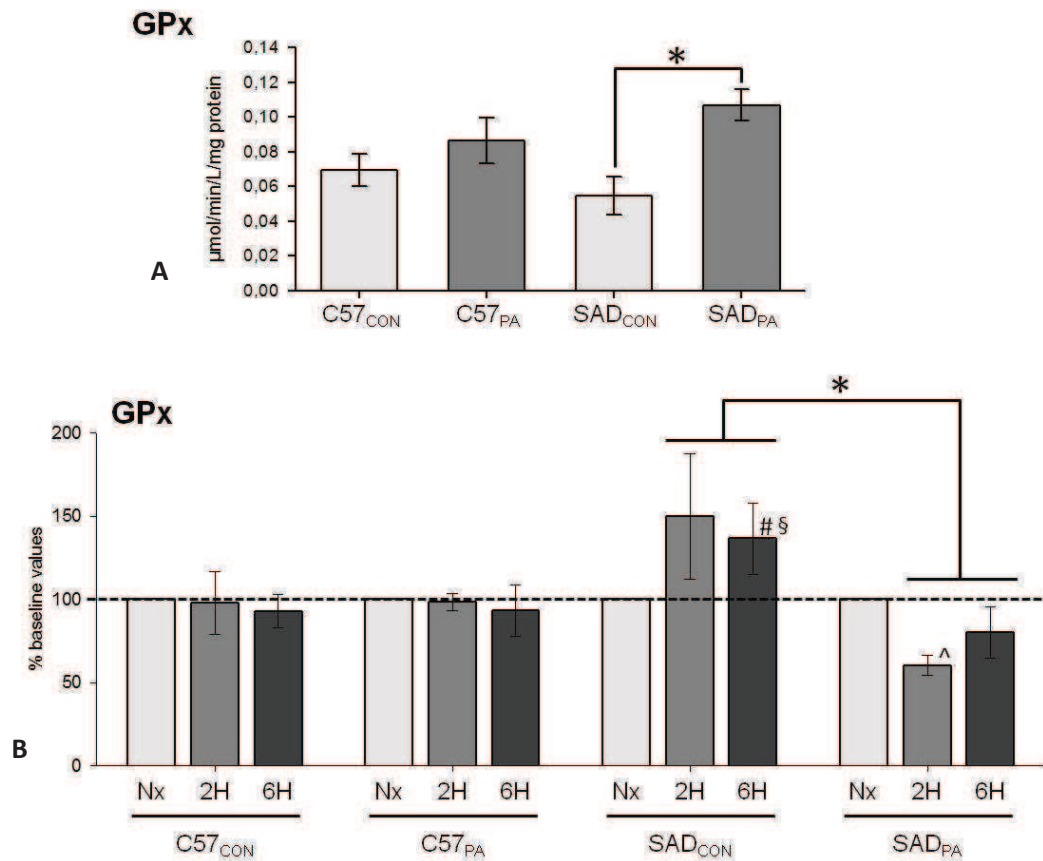 GPx
*
µmol/min/L/mg protein
0,14
0,12
0,10
0,08
0,06
0,04
0,02
0,00
A
C57CON C57PA SADCON SADPA
*
GPx
% baseline values
200
150
# §
100
^
50
0
B
Nx 2H 6H Nx 2H 6H Nx 2H 6H Nx 2H 6H
C57CON C57PA SADCON SADPA